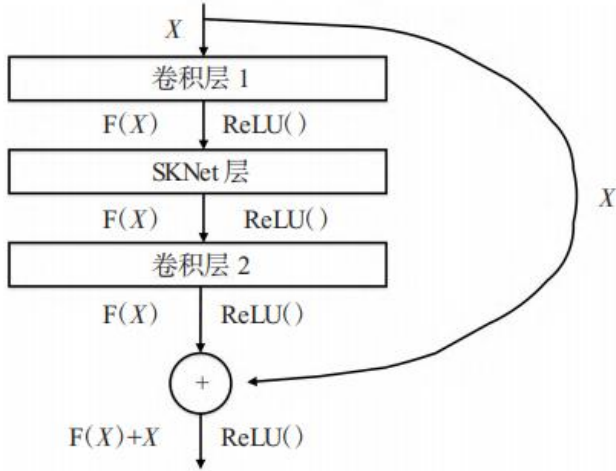 X
卷积层 1
F(X) ReLU()
SKNet 层
X
F(X) ReLU()
卷积层 2
F(X) ReLU()
+
F(X)+X ReLU()